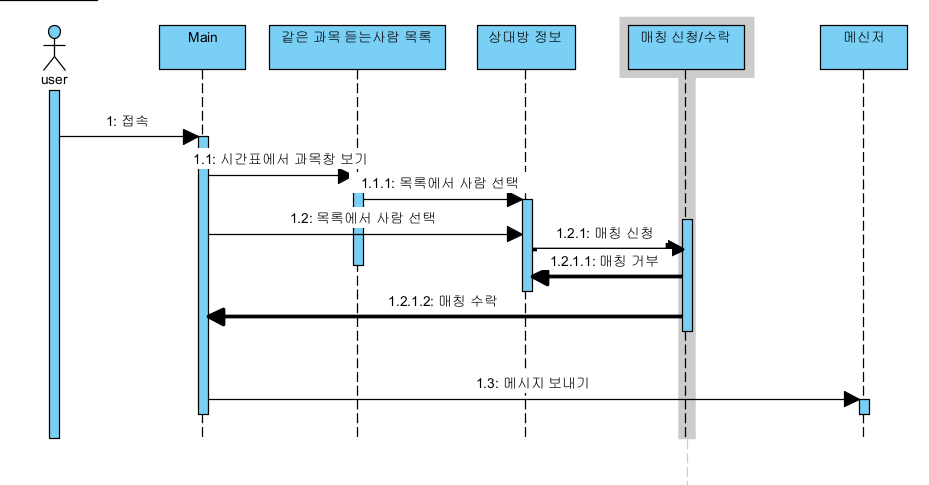 Main
같은 과목 듣는사람 목록
상대방 정보
매칭 신청/수락
메신저
user
1: 접속
1.1: 시간표에서 과목창 보기
1.1.1: 목록에서 사람 선택
1.2: 목록에서 사람 선택
1.2.1: 매칭 신청
1.2.1.1: 매칭 거부
1.2.1.2: 매칭 수락
1.3: 메시지 보내기